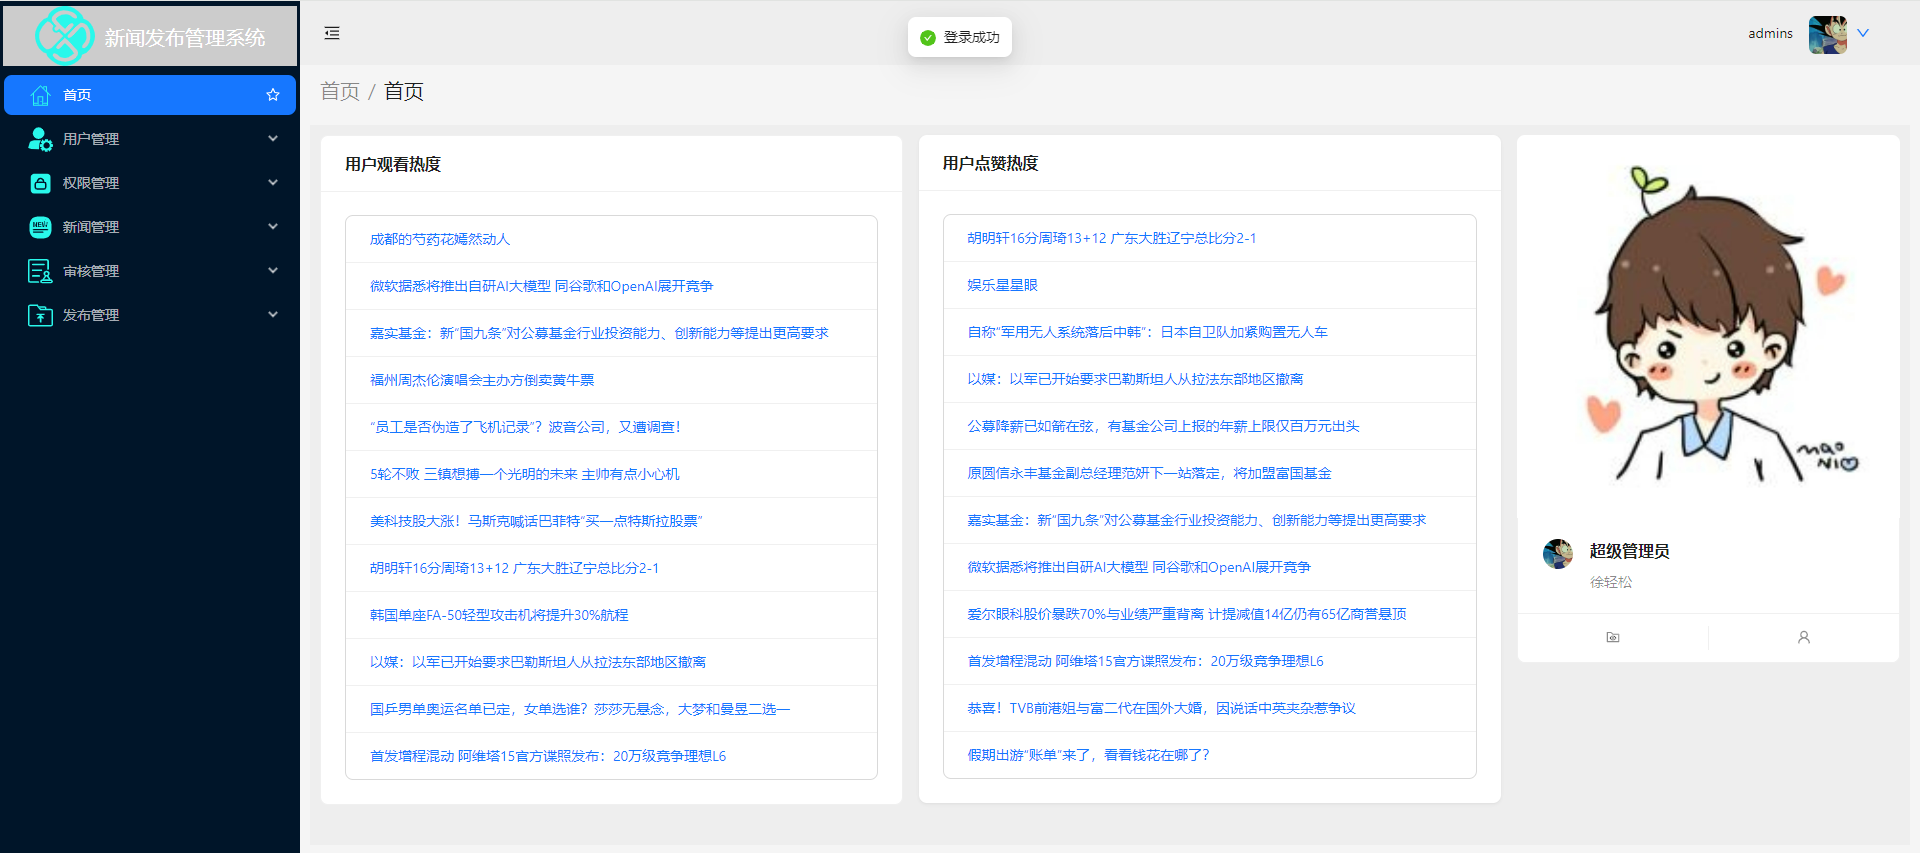 新闻发布管理系统
登录成功
admins
首页
用户管理
权限管理
新闻管理
审核管理
发布管理
首页 / 首页
用户观看热度
成都的芍药花嫣然动人
微软据悉将推出自研AI大模型 同谷歌和OpenAI展开竞争
嘉实基金：新“国九条”对公募基金行业投资能力、创新能力等提出更高要求
福州周杰伦演唱会主办方倒卖黄牛票
“员工是否伪造了飞机记录”？波音公司，又遭调查！
5轮不败 三镇想搏一个光明的未来 主帅有点小心机
美科技股大涨！马斯克喊话巴菲特“买一点特斯拉股票”
胡明轩16分周琦13+12 广东大胜辽宁总比分2-1
韩国单座FA-50轻型攻击机将提升30%航程
以媒：以军已开始要求巴勒斯坦人从拉法东部地区撤离
国乒男单奥运名单已定，女单选谁？莎莎无悬念，大梦和曼昱二选一
首发增程混动 阿维塔15官方谍照发布：20万级竞争理想L6
用户点赞热度
胡明轩16分周琦13+12 广东大胜辽宁总比分2-1
娱乐星星眼
自称“军用无人系统落后中韩”：日本自卫队加紧购置无人车
以媒：以军已开始要求巴勒斯坦人从拉法东部地区撤离
公募降薪已如箭在弦，有基金公司上报的年薪上限仅百万元出头
原圆信永丰基金副总经理范妍下一站落定，将加盟富国基金
嘉实基金：新“国九条”对公募基金行业投资能力、创新能力等提出更高要求
微软据悉将推出自研AI大模型 同谷歌和OpenAI展开竞争
爱尔眼科股价暴跌70%与业绩严重背离 计提减值14亿仍有65亿商誉悬顶
首发增程混动 阿维塔15官方谍照发布：20万级竞争理想L6
恭喜！TVB前港姐与富二代在国外大婚，因说话中英夹杂惹争议
假期出游“账单”来了，看看钱花在哪了？
mao
NI
超级管理员
徐轻松